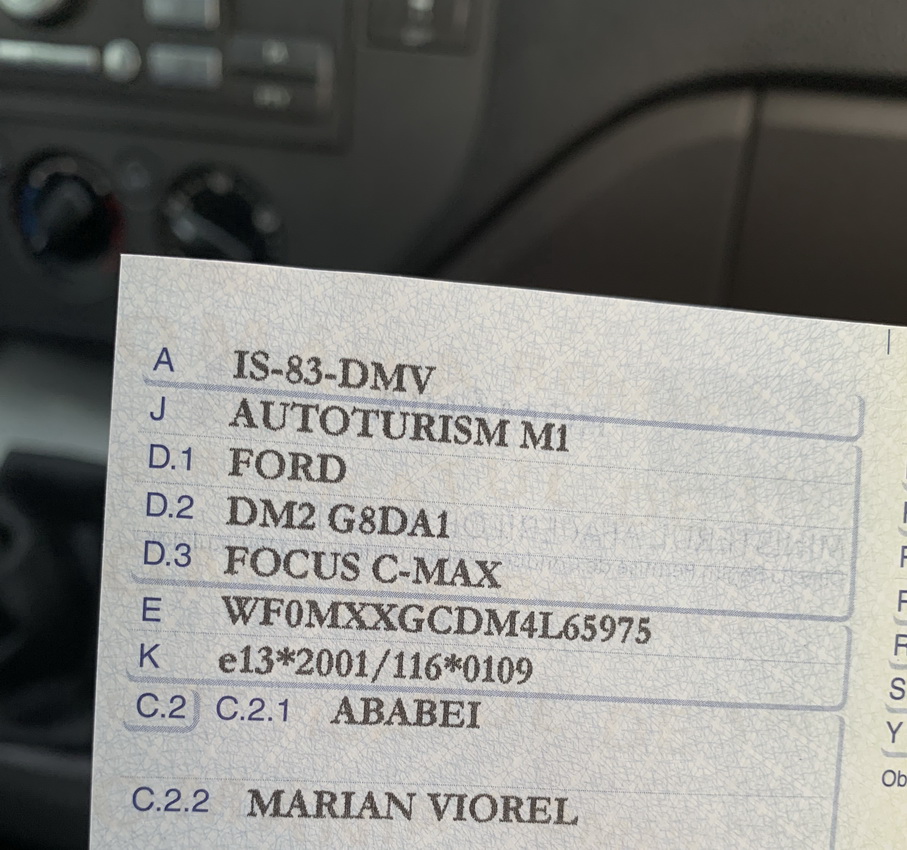 A IS-83-DMV
J AUTOTURISM M1
D.1 FORD
D.2 DM2 G8DA1
D.3 FOCUS C-MAX
E WF0MXXGCDM4L65975
K e13*2001/116*0109
C.2 C.2.1 ABABEI
C.2.2 MARIAN VIOREL
R
S
Y
Ob